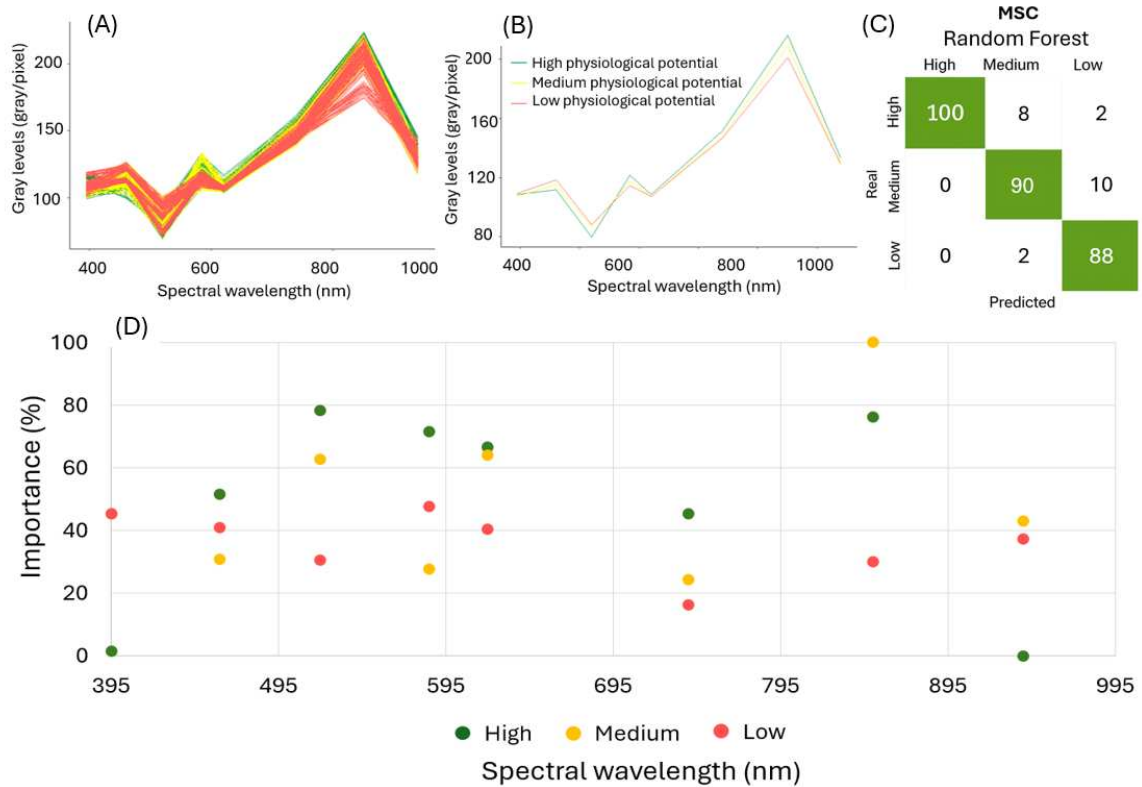 (A)
Gray levels (gray/pixel)
200
150
100
400 600 800 1000
Spectral wavelength (nm)
(B)
Gray levels (gray/pixel)
200
160
120
80
High physiological potential
Medium physiological potential
Low physiological potential
400 600 800 1000
Spectral wavelength (nm)
(C)
MSC
Random Forest
High Medium Low
Real
High 100 8 2
Medium 0 90 10
Low 0 2 88
Predicted
(D)
Importance (%)
100
80
60
40
20
0
395 495 595 695 795 895 995
High Medium Low
Spectral wavelength (nm)